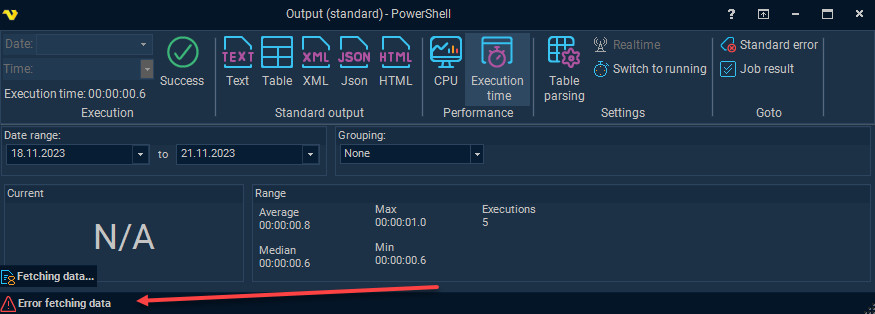 Output (standard) - PowerShell
?
Date:
Time:
Execution time: 00:00:00.6
Success
Execution
TEXT
Text
Table
XML
XML
JSON
Json
HTML
HTML
Standard output
CPU
Execution
time
Performance
Table
parsing
Realtime
Switch to running
Settings
Standard error
Job result
Goto
Date range:
18.11.2023
to
21.11.2023
Grouping:
None
Current
N/A
Range
Average
00:00:00.8
Max
00:00:01.0
Executions
5
Median
00:00:00.6
Min
00:00:00.6
Fetching data...
Error fetching data